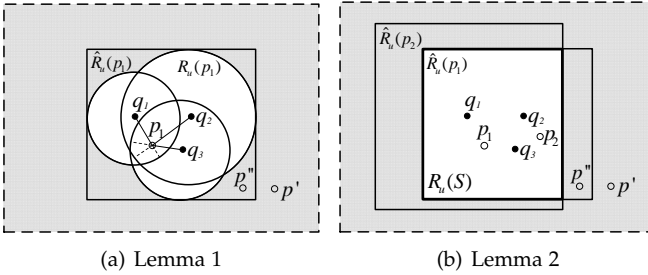 R̂ᵤ(p₁) Rᵤ(p₁)
q₁
p₁ q₂
q₃
p" p'
(a) Lemma 1
R̂ᵤ(p₂)
R̂ᵤ(p₁)
q₁ q₂
p₁ p₂
q₃
Rᵤ(S) p" p'
(b) Lemma 2